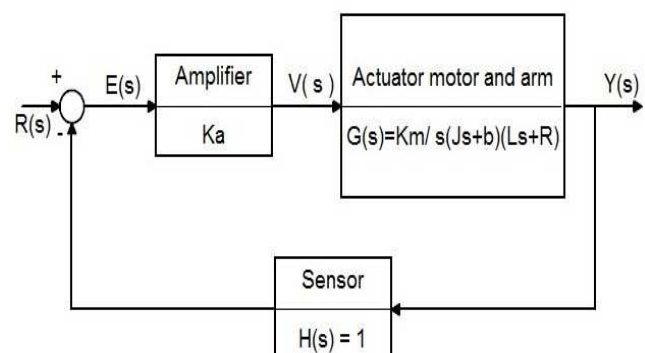 +
E(s)
R(s)
-
Amplifier
Ka
V( s )
Actuator motor and arm
G(s)=Km/ s(Js+b)(Ls+R)
Y(s)
Sensor
H(s) = 1